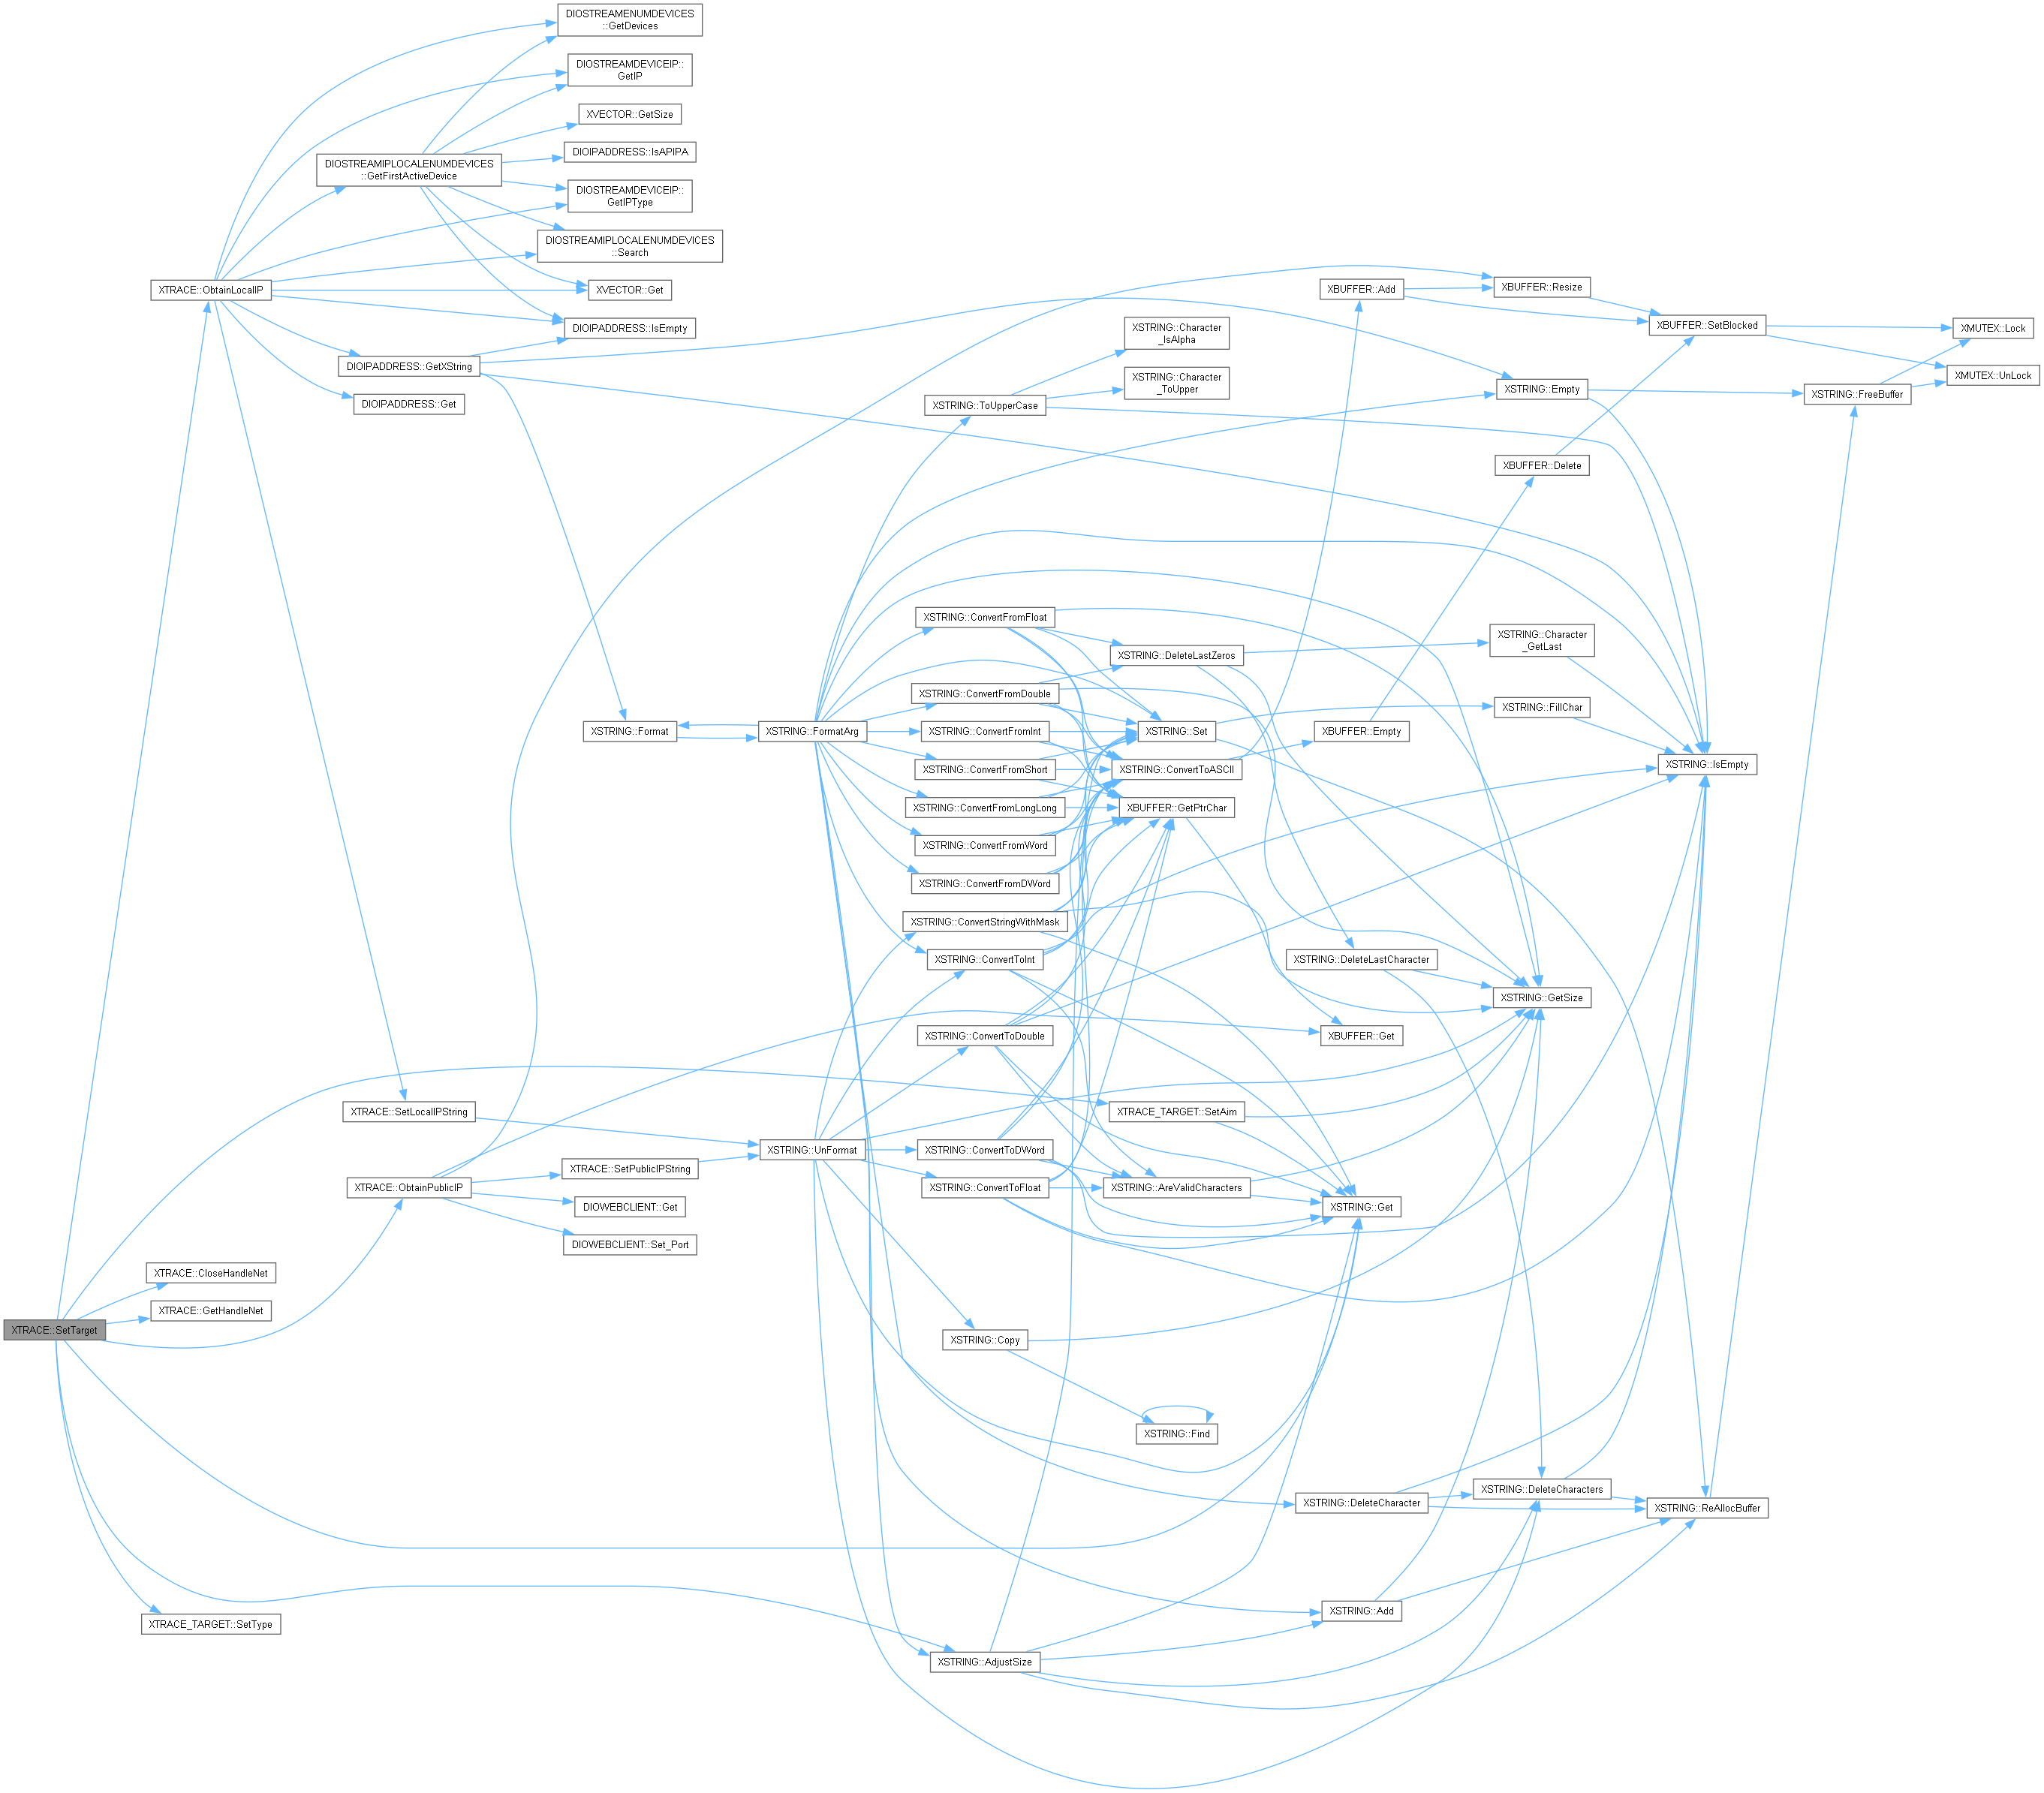 DIOSTREAMENUMDEVICES
::GetDevices
DIOSTREAMDEVICEIP::
GetIP
XVECTOR::GetSize
DIOIPADDRESS::IsAPIPA
DIOSTREAMIPLOCALENUMDEVICES
::GetFirstActiveDevice
DIOSTREAMDEVICEIP::
GetIPType
DIOSTREAMIPLOCALENUMDEVICES
::Search
XTRACE::ObtainLocalIP
XVECTOR::Get
DIOIPADDRESS::IsEmpty
DIOIPADDRESS::GetXString
DIOIPADDRESS::Get
XBUFFER::Add
XBUFFER::Resize
XBUFFER::SetBlocked
XMUTEX::Lock
XMUTEX::UnLock
XSTRING::Character
_IsAlpha
XSTRING::Character
_ToUpper
XSTRING::ToUpperCase
XSTRING::Empty
XSTRING::FreeBuffer
XBUFFER::Delete
XSTRING::ConvertFromFloat
XSTRING::DeleteLastZeros
XSTRING::Character
_GetLast
XSTRING::ConvertFromDouble
XSTRING::FillChar
XSTRING::Format
XSTRING::FormatArg
XSTRING::ConvertFromInt
XSTRING::Set
XBUFFER::Empty
XSTRING::ConvertFromShort
XSTRING::ConvertToASCII
XSTRING::IsEmpty
XSTRING::ConvertFromLongLong
XBUFFER::GetPtrChar
XSTRING::ConvertFromWord
XSTRING::ConvertFromDWord
XSTRING::ConvertStringWithMask
XSTRING::ConvertToInt
XSTRING::DeleteLastCharacter
XSTRING::GetSize
XSTRING::ConvertToDouble
XBUFFER::Get
XTRACE::SetLocalIPString
XTRACE_TARGET::SetAim
XSTRING::UnFormat
XSTRING::ConvertToDWord
XTRACE::SetPublicIPString
XTRACE::ObtainPublicIP
XSTRING::ConvertToFloat
XSTRING::AreValidCharacters
DIOWEBCLIENT::Get
XSTRING::Get
DIOWEBCLIENT::Set_Port
XTRACE::CloseHandleNet
XTRACE::GetHandleNet
XTRACE::SetTarget
XSTRING::Copy
XSTRING::Find
XSTRING::DeleteCharacter
XSTRING::DeleteCharacters
XSTRING::ReAllocBuffer
XTRACE_TARGET::SetType
XSTRING::Add
XSTRING::AdjustSize